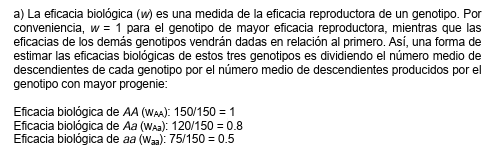 a) La eficacia biológica (w) es una medida de la eficacia reproductora de un genotipo. Por
conveniencia, w = 1 para el genotipo de mayor eficacia reproductora, mientras que las
eficacias de los demás genotipos vendrán dadas en relación al primero. Así, una forma de
estimar las eficacias biológicas de estos tres genotipos es dividiendo el número medio de
descendientes de cada genotipo por el número medio de descendientes producidos por el
genotipo con mayor progenie:
Eficacia biológica de AA (wAA): 150/150 = 1
Eficacia biológica de Aa (wAa): 120/150 = 0.8
Eficacia biológica de aa (waa): 75/150 = 0.5